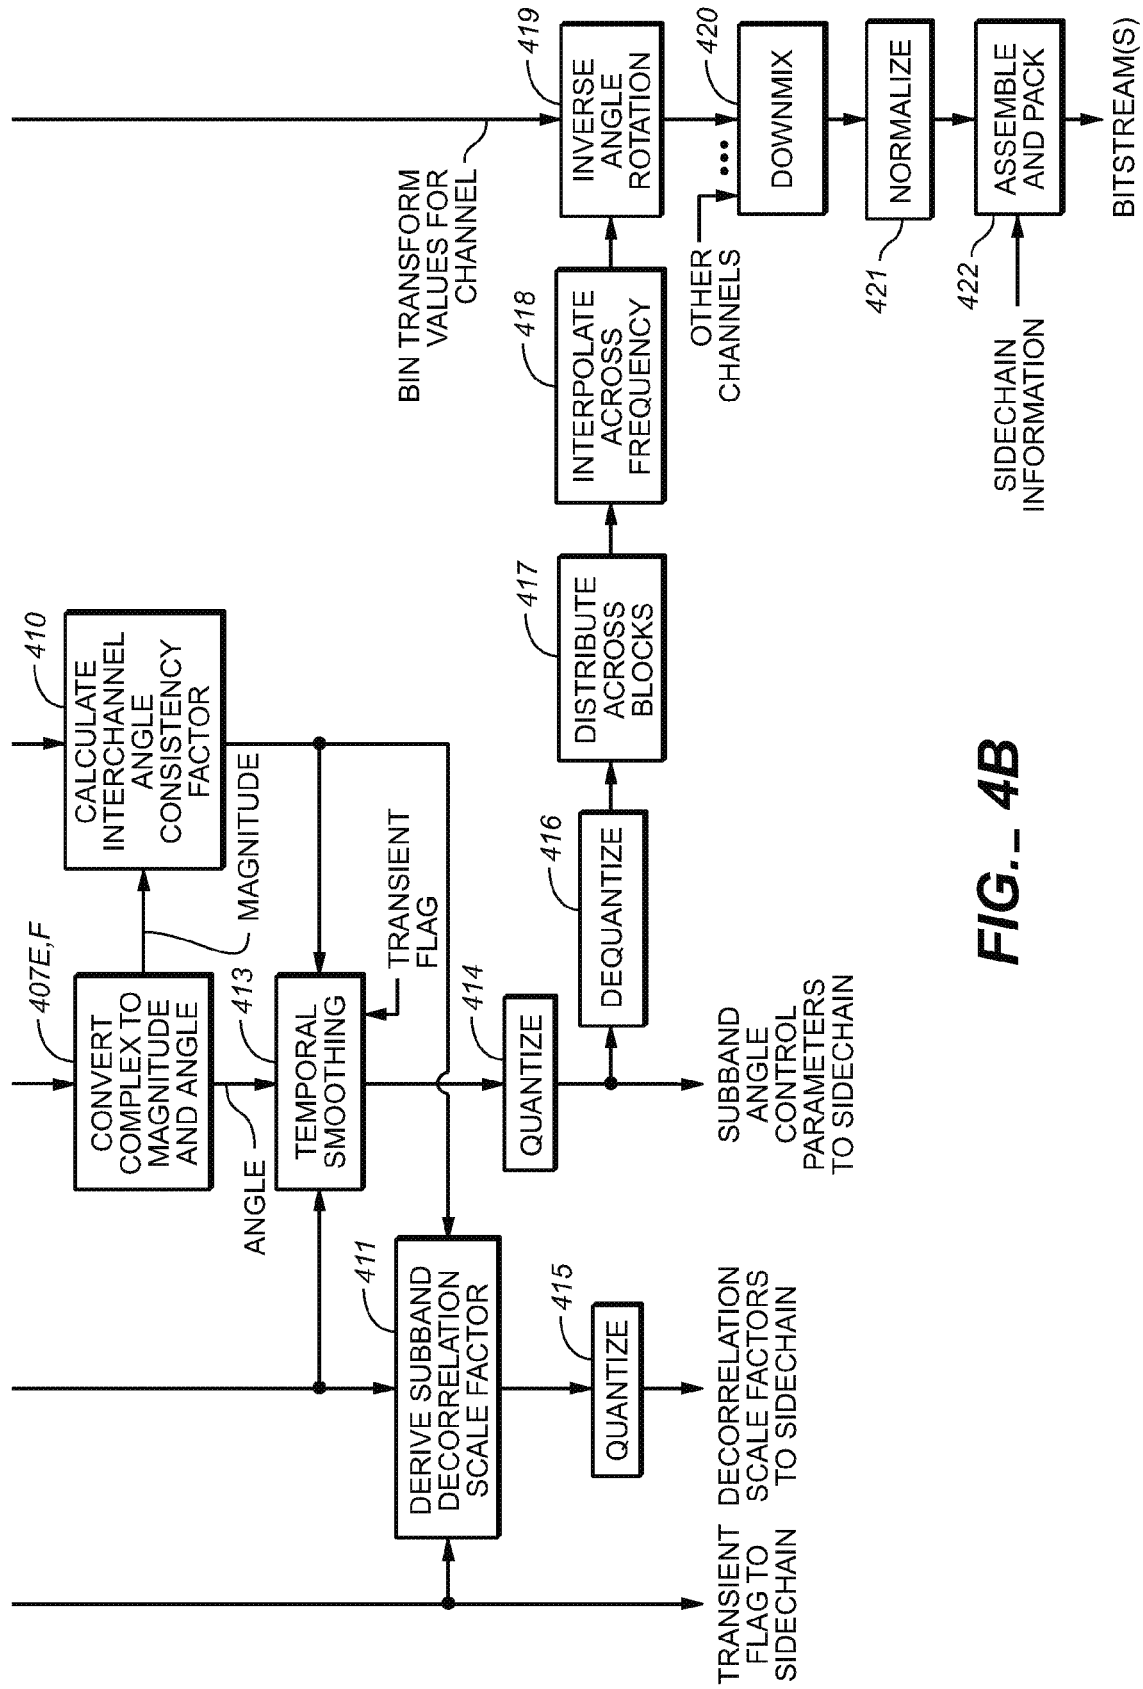 407E,F
CONVERT
COMPLEX TO
MAGNITUDE
AND ANGLE
410
CALCULATE
INTERCHANNEL
ANGLE
CONSISTENCY
FACTOR
MAGNITUDE
ANGLE
413
TEMPORAL
SMOOTHING
TRANSIENT
FLAG
411
DERIVE SUBBAND
DECORRELATION
SCALE FACTOR
414
QUANTIZE
415
QUANTIZE
416
DEQUANTIZE
417
DISTRIBUTE
ACROSS
BLOCKS
418
INTERPOLATE
ACROSS
FREQUENCY
BIN TRANSFORM
VALUES FOR
CHANNEL
419
INVERSE
ANGLE
ROTATION
OTHER
CHANNELS
420
DOWNMIX
421
NORMALIZE
422
ASSEMBLE
AND PACK
SIDECHAIN
INFORMATION
BITSTREAM(S)
TRANSIENT
FLAG TO
SIDECHAIN
DECORRELATION
SCALE FACTORS
TO SIDECHAIN
SUBBAND
ANGLE
CONTROL
PARAMETERS
TO SIDECHAIN
FIG._ 4B